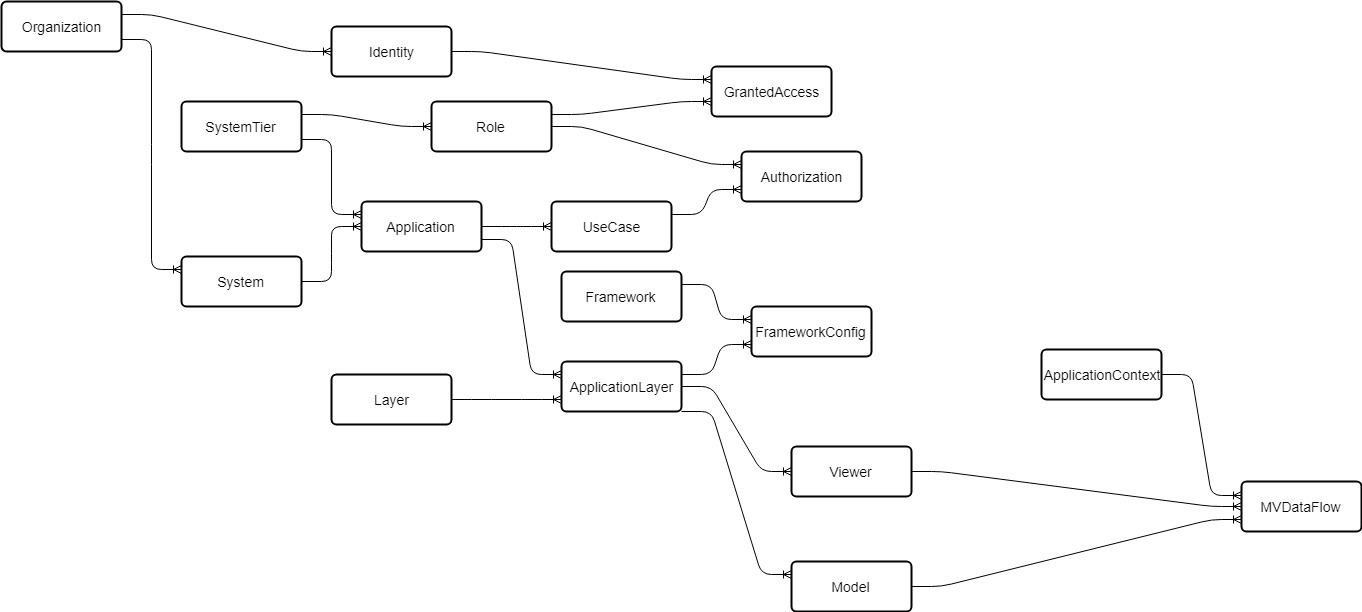 Organization
Identity
GrantedAccess
SystemTier
Role
Authorization
Application
UseCase
System
Framework
FrameworkConfig
ApplicationContext
ApplicationLayer
Layer
Viewer
MVDataFlow
Model